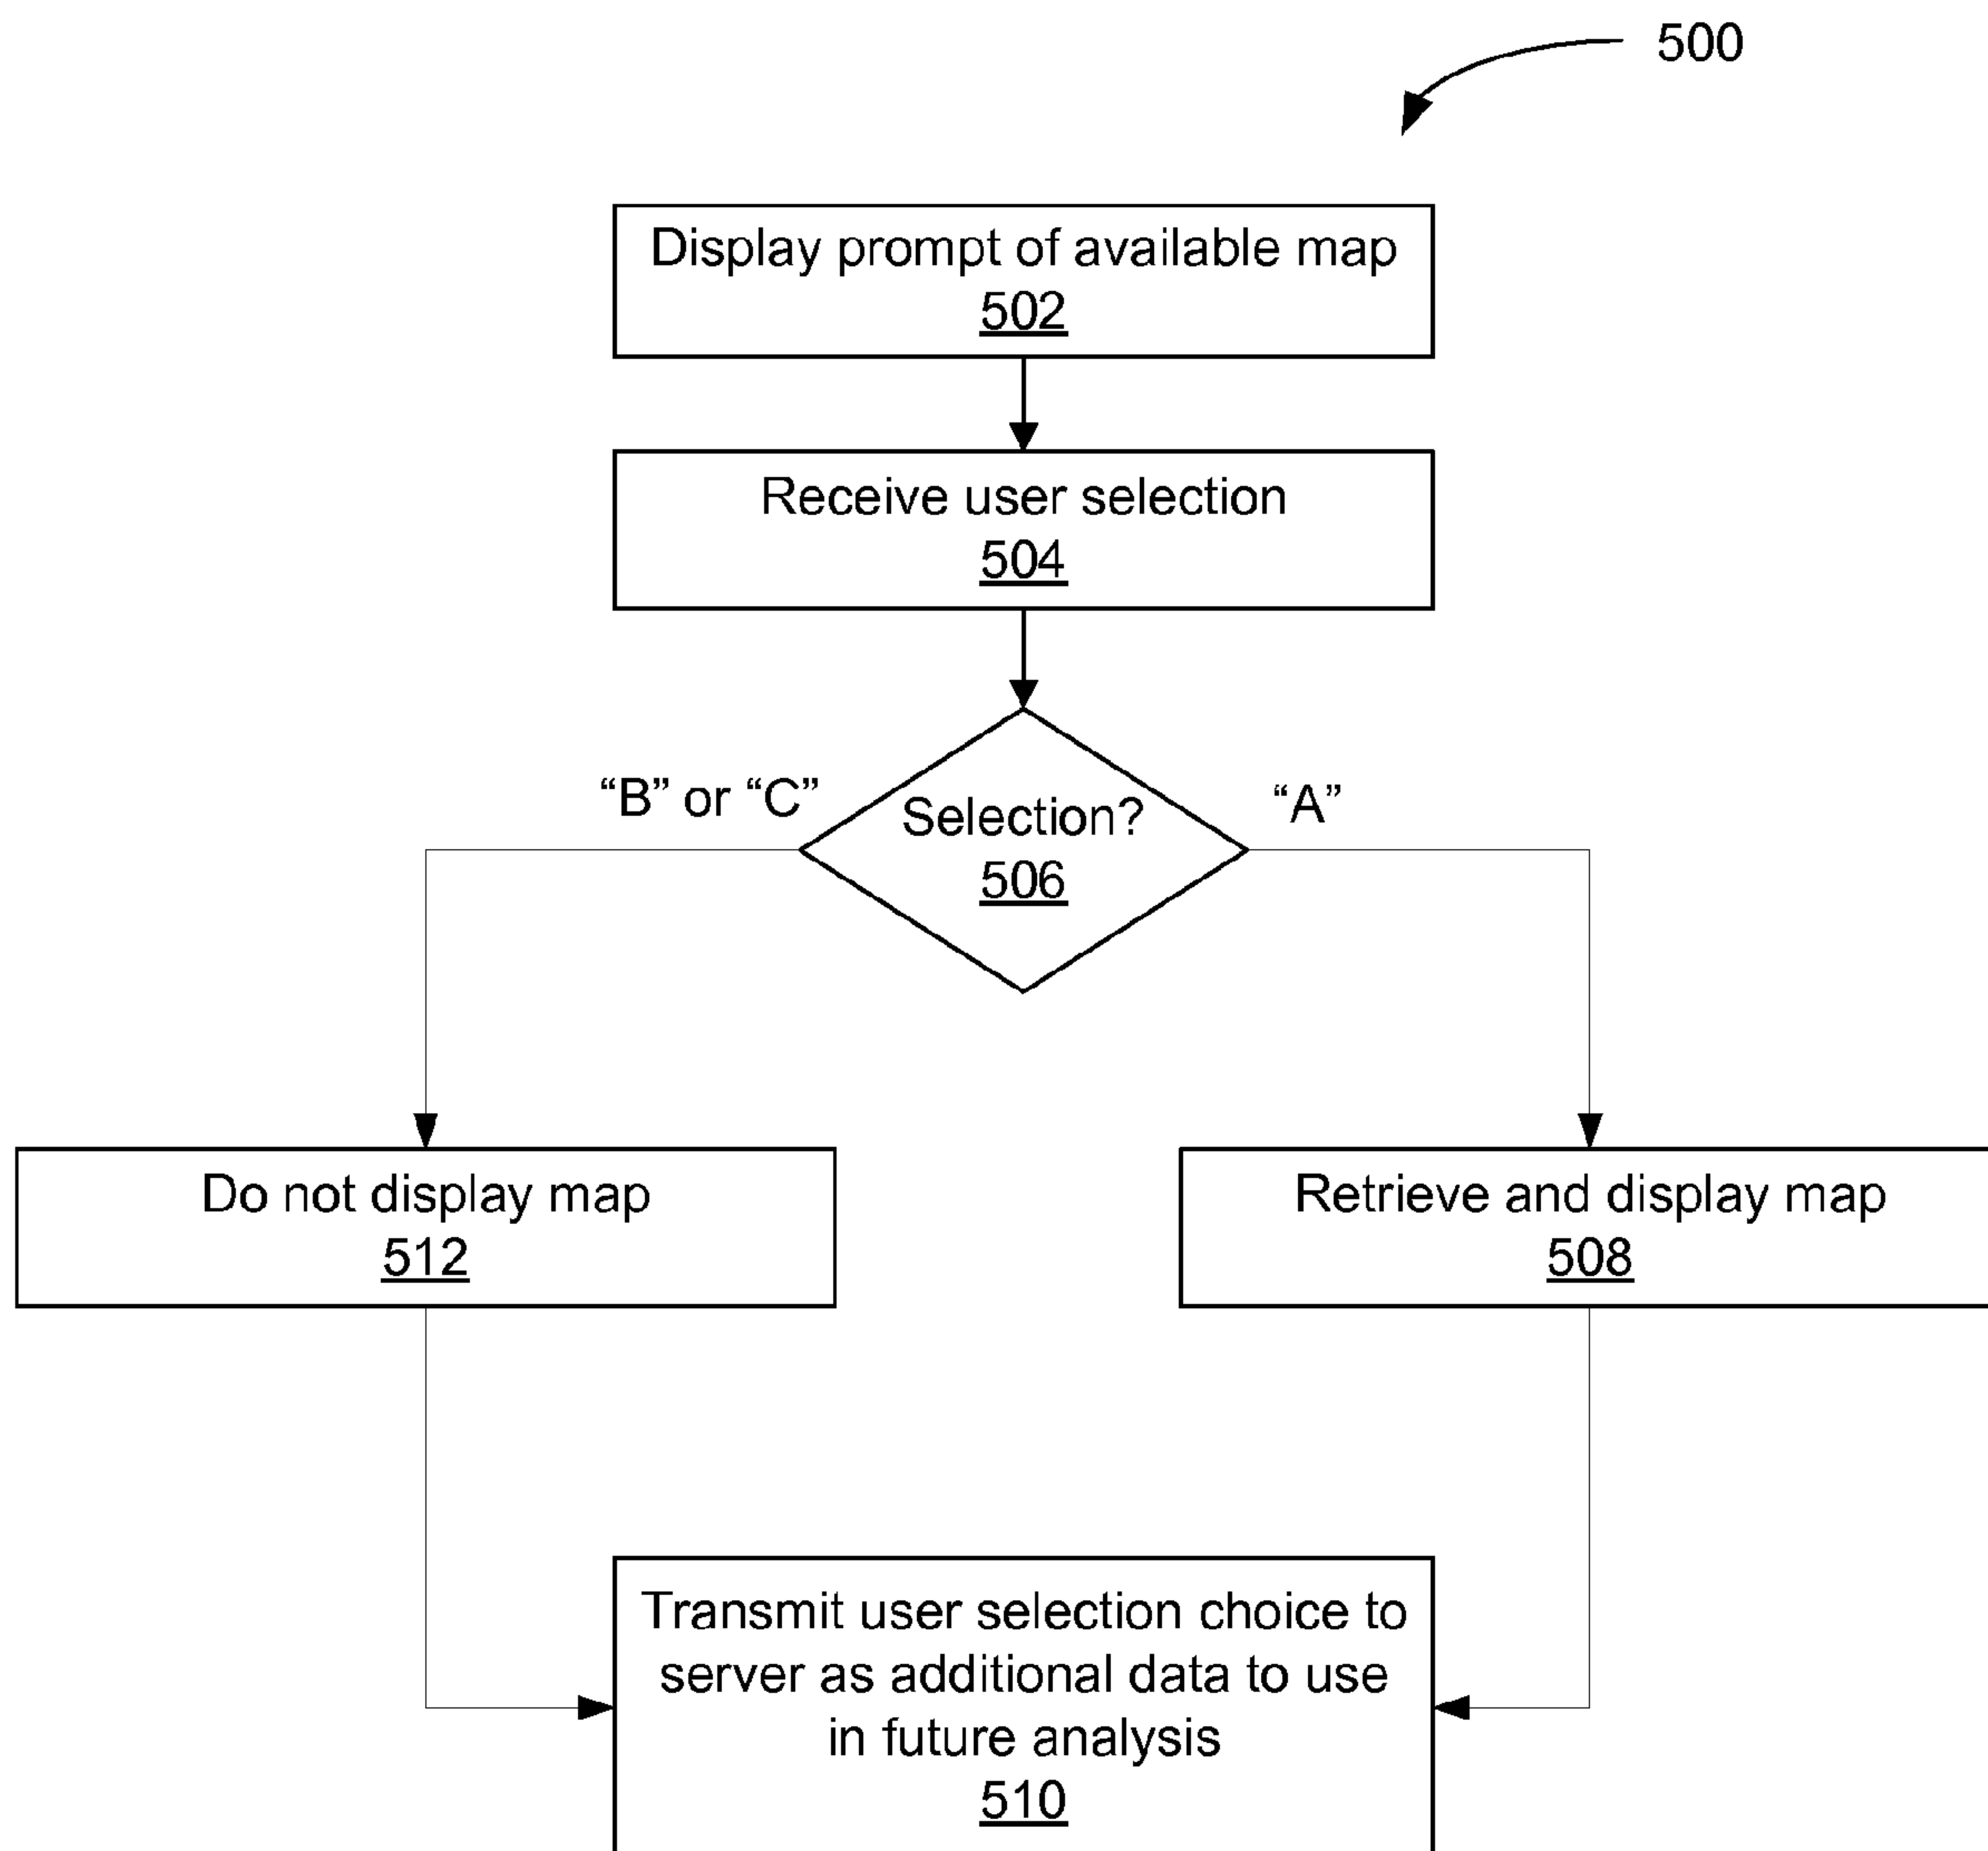 500
Display prompt of available map
502
Receive user selection
504
“B” or “C”
Selection?
506
“A”
Do not display map
512
Retrieve and display map
508
Transmit user selection choice to
server as additional data to use
in future analysis
510